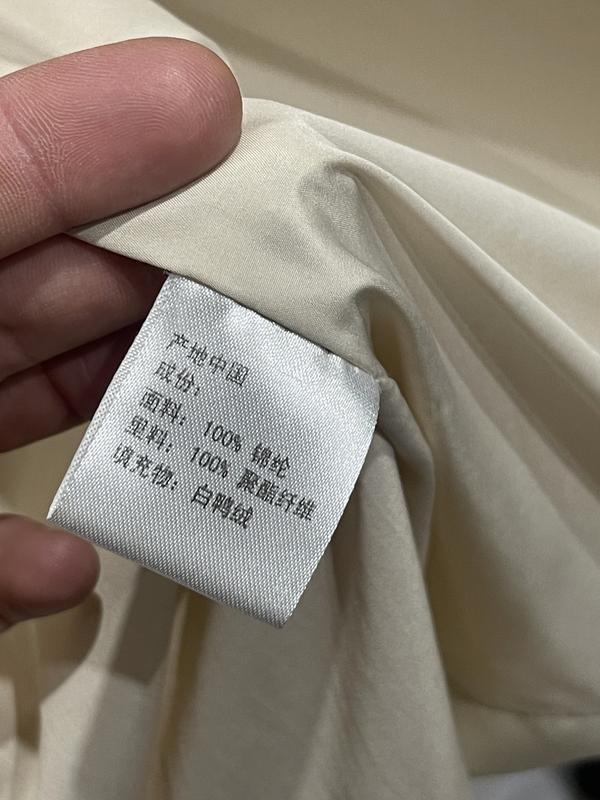 产地中国
成份:
面料: 100% 锦纶
里料: 100% 聚酯纤维
填充物: 白鸭绒